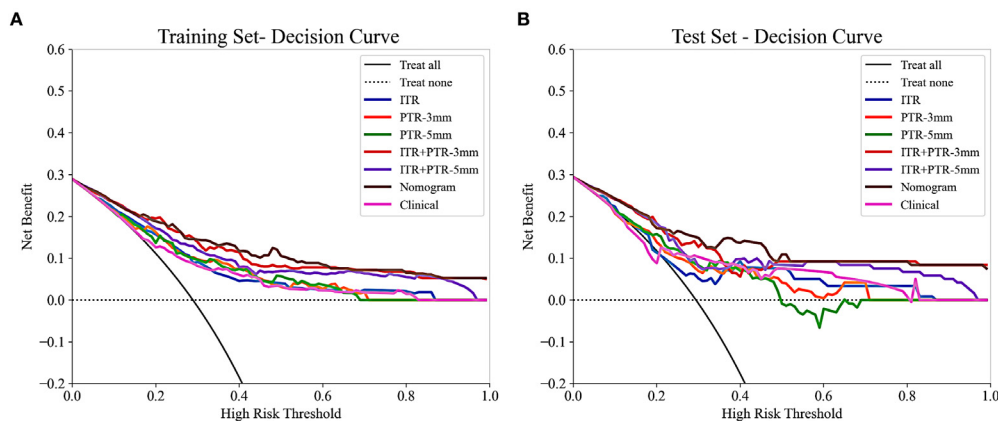 A
Training Set- Decision Curve
0.6
0.5
0.4
0.3
0.2
0.1
0.0
−0.1
−0.2
Net Benefit
0.0 0.2 0.4 0.6 0.8 1.0
High Risk Threshold
Treat all
Treat none
ITR
PTR-3mm
PTR-5mm
ITR+PTR-3mm
ITR+PTR-5mm
Nomogram
Clinical
B
Test Set - Decision Curve
0.6
0.5
0.4
0.3
0.2
0.1
0.0
−0.1
−0.2
Net Benefit
0.0 0.2 0.4 0.6 0.8 1.0
High Risk Threshold
Treat all
Treat none
ITR
PTR-3mm
PTR-5mm
ITR+PTR-3mm
ITR+PTR-5mm
Nomogram
Clinical